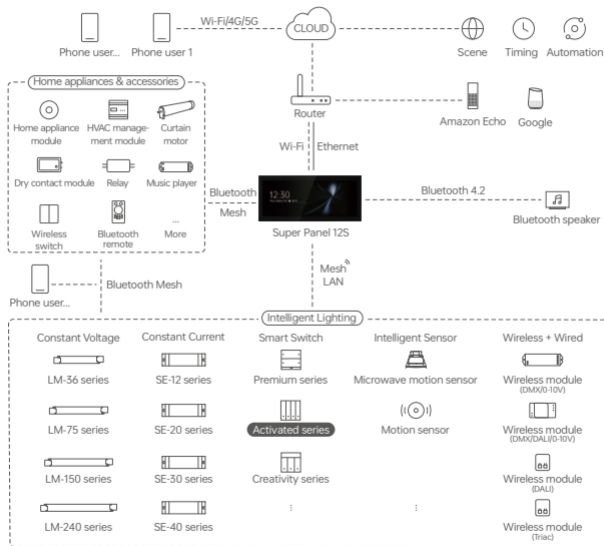 Wi-Fi/4G/5G
CLOUD
Phone user...
Phone user 1
Scene
Timing
Automation
Home appliances & accessories
Router
Home appliance
module
HVAC manage-
ment module
Curtain
motor
Amazon Echo
Google
Wi-Fi
Ethernet
Dry contact module
Relay
Music player
Bluetooth
Mesh
12:30
Bluetooth 4.2
Wireless
switch
Bluetooth
remote
...
More
Super Panel 12S
Bluetooth speaker
Mesh
LAN
Phone user...
Bluetooth Mesh
Intelligent Lighting
Constant Voltage
Constant Current
Smart Switch
Intelligent Sensor
Wireless + Wired
LM-36 series
SE-12 series
Premium series
Microwave motion sensor
Wireless module
(DMX/0-10V)
LM-75 series
SE-20 series
Activated series
Motion sensor
Wireless module
(DMX/DALI/0-10V)
LM-150 series
SE-30 series
Creativity series
Wireless module
(DALI)
LM-240 series
SE-40 series
Wireless module
(Triac)